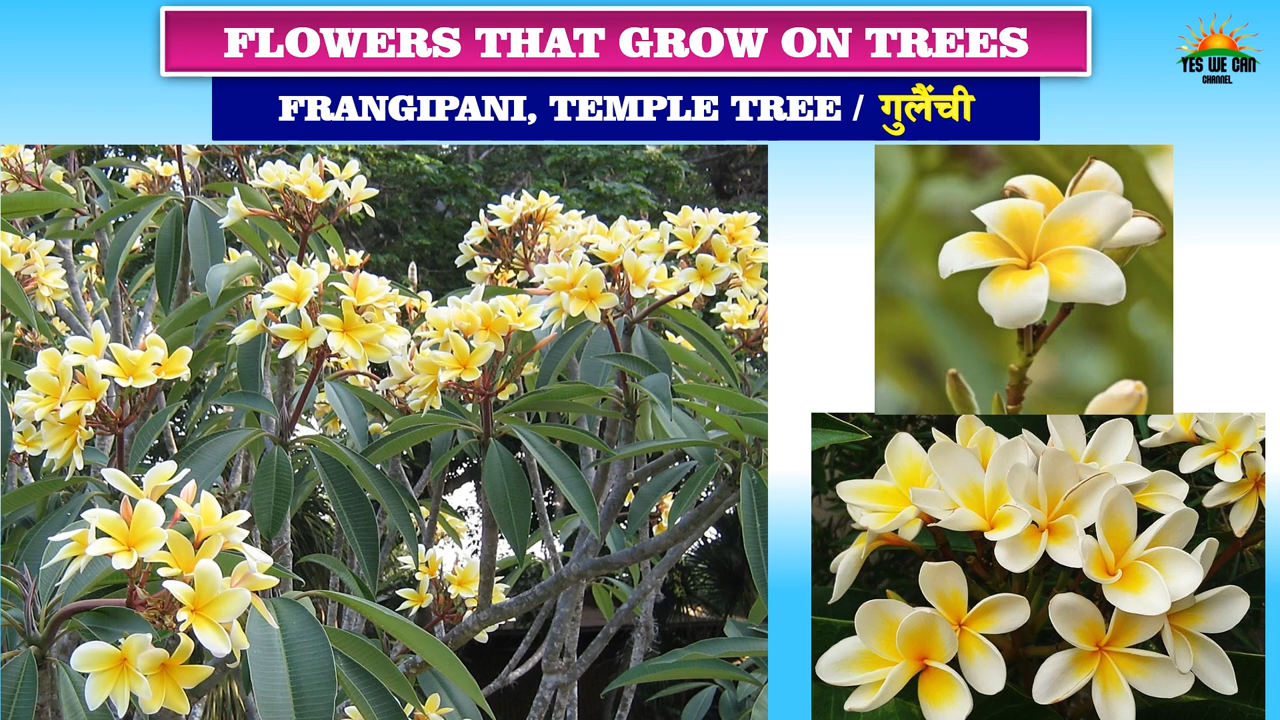 FLOWERS THAT GROW ON TREES
FRANGIPANI, TEMPLE TREE / गुलैंची
YES WE CAN
CHANNEL